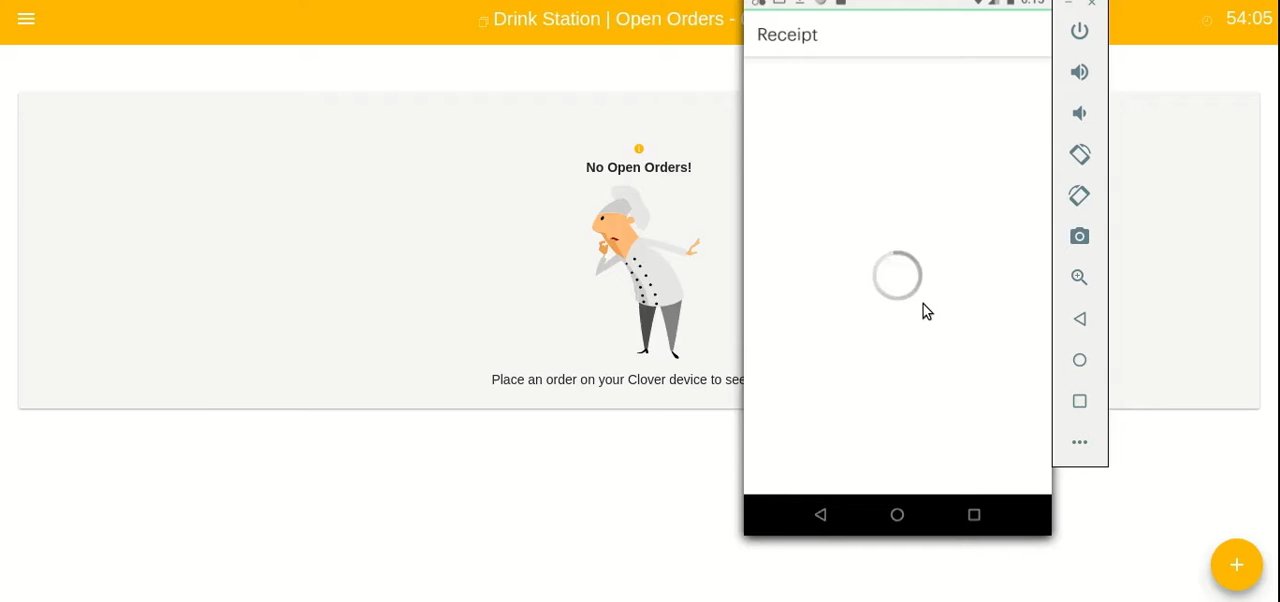 Drink Station | Open Orders -
54:05
Receipt
No Open Orders!
Place an order on your Clover device to see